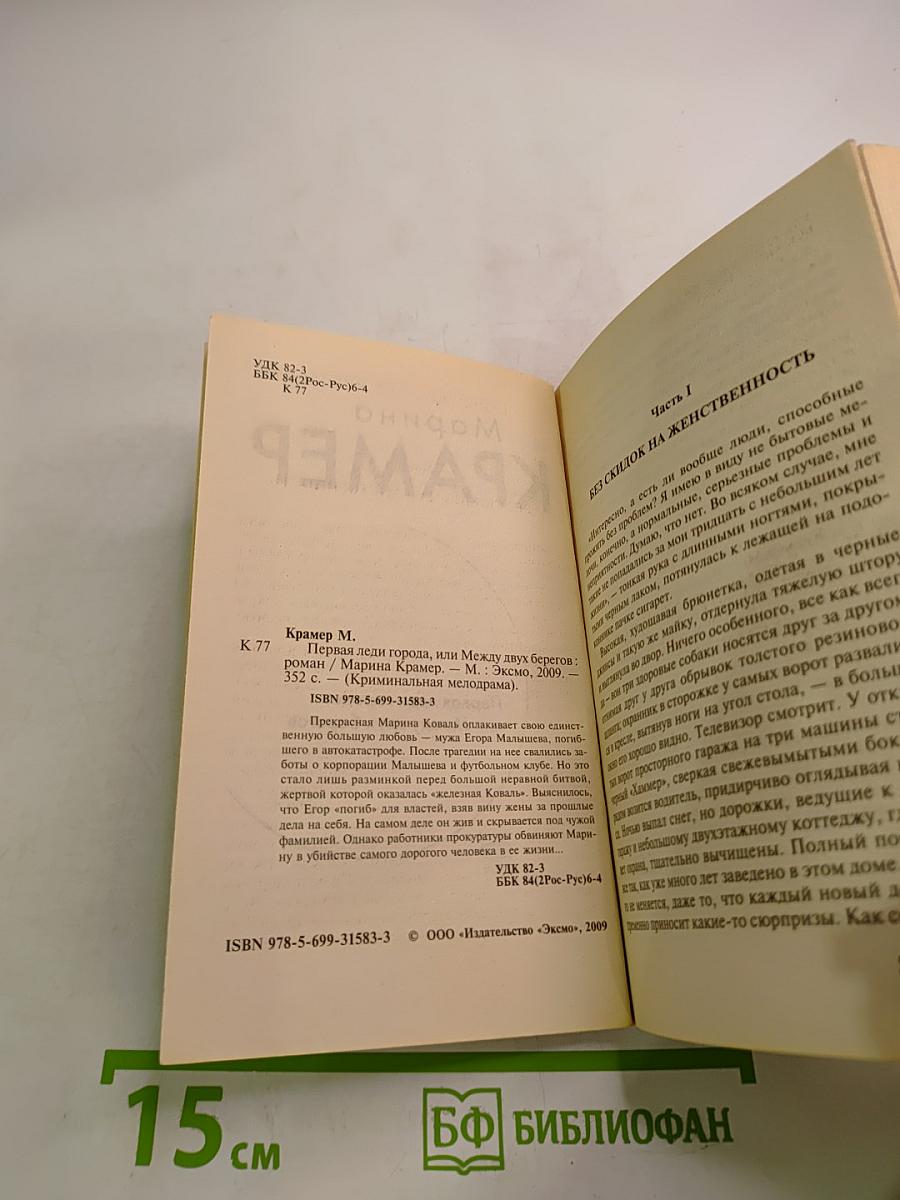 УДК 82-3
ББК 84(2Рос-Рус)6-4
К 77
Марина
КРАМЕР
Крамер М.
К 77 Первая леди города, или Между двух берегов :
роман / Марина Крамер. — М. : Эксмо, 2009. —
352 с. — (Криминальная мелодрама).
ISBN 978-5-699-31583-3
Прекрасная Марина Коваль оплакивает свою единст-
венную большую любовь — мужа Егора Малышева, погиб-
шего в автокатастрофе. После трагедии на нее свалились за-
боты о корпорации Малышева и футбольном клубе. Но это
стало лишь разминкой перед большой неравной битвой,
жертвой которой оказалась «железная Коваль». Выяснилось,
что Егор «погиб» для властей, взяв вину жены за прошлые
дела на себя. На самом деле он жив и скрывается под чужой
фамилией. Однако работники прокуратуры обвиняют Мари-
ну в убийстве самого дорогого человека в ее жизни...
УДК 82-3
ББК 84(2Рос-Рус)6-4
ISBN 978-5-699-31583-3 © ООО «Издательство «Эксмо», 2009
Часть I
БЕЗ СКИДОК НА ЖЕНСТВЕННОСТЬ
«Интересно, а есть ли вообще люди, способные
прожить без проблем? Я имею в виду не бытовые ме-
лочи, конечно, а нормальные, серьезные проблемы и
неприятности. Думаю, что нет. Во всяком случае, мне
такие не попадались за мои тридцать с небольшим лет
жизни», — тонкая рука с длинными ногтями, покры-
тыми черным лаком, потянулась к лежащей на подо-
коннике пачке сигарет.
Высокая, худощавая брюнетка, одетая в черные
джинсы и такую же майку, отдернула тяжелую штору
и выглянула во двор. Ничего особенного, все как всег
да — вон три здоровые собаки носятся друг за другом
отнимая друг у друга обрывок толстого резиново
шланга; охранник в сторожке у самых ворот развали
ся в кресле, вытянув ноги на угол стола, — в больш
окно его хорошо видно. Телевизор смотрит. У отк
тых ворот просторного гаража на три машины ст
черный «Хаммер», сверкая свежевымытыми бок
рядом возится водитель, придирчиво оглядывая
Ночью выпал снег, но дорожки, ведущие к
гаражу и небольшому двухэтажному коттеджу, г
ет охрана, тщательно вычищены. Полный по
же так, как уже много лет заведено в этом доме.
не меняется, даже то, что каждый новый д
приносит какие-то сюрпризы. Как с
15 см
БФ БИБЛИОФАН